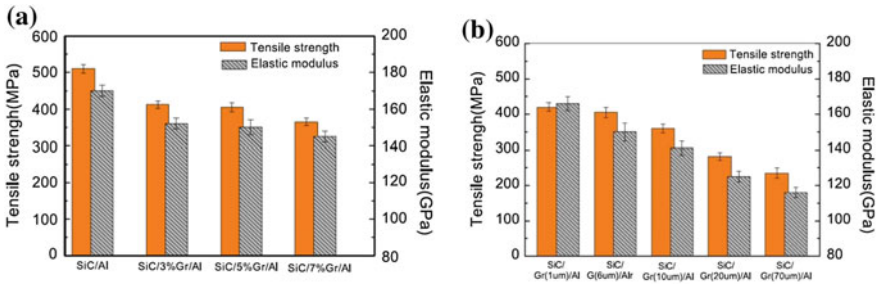 (a)
Tensile strengh(MPa)
600
500
400
300
200
100
0
Tensile strength
Elastic modulus
200
180
160
140
120
100
80
Elastic modulus(GPa)
SiC/Al
SiC/3%Gr/Al
SiC/5%Gr/Al
SiC/7%Gr/Al
(b)
Tensile strengh(MPa)
600
500
400
300
200
100
0
Tensile strength
Elastic modulus
200
180
160
140
120
100
80
Elastic modulus(GPa)
SiC/
Gr(1um)/Al
SiC/
G(6um)/Alr
SiC/
Gr(10um)/Al
SiC/
Gr(20um)/Al
SiC/
Gr(70um)/Al